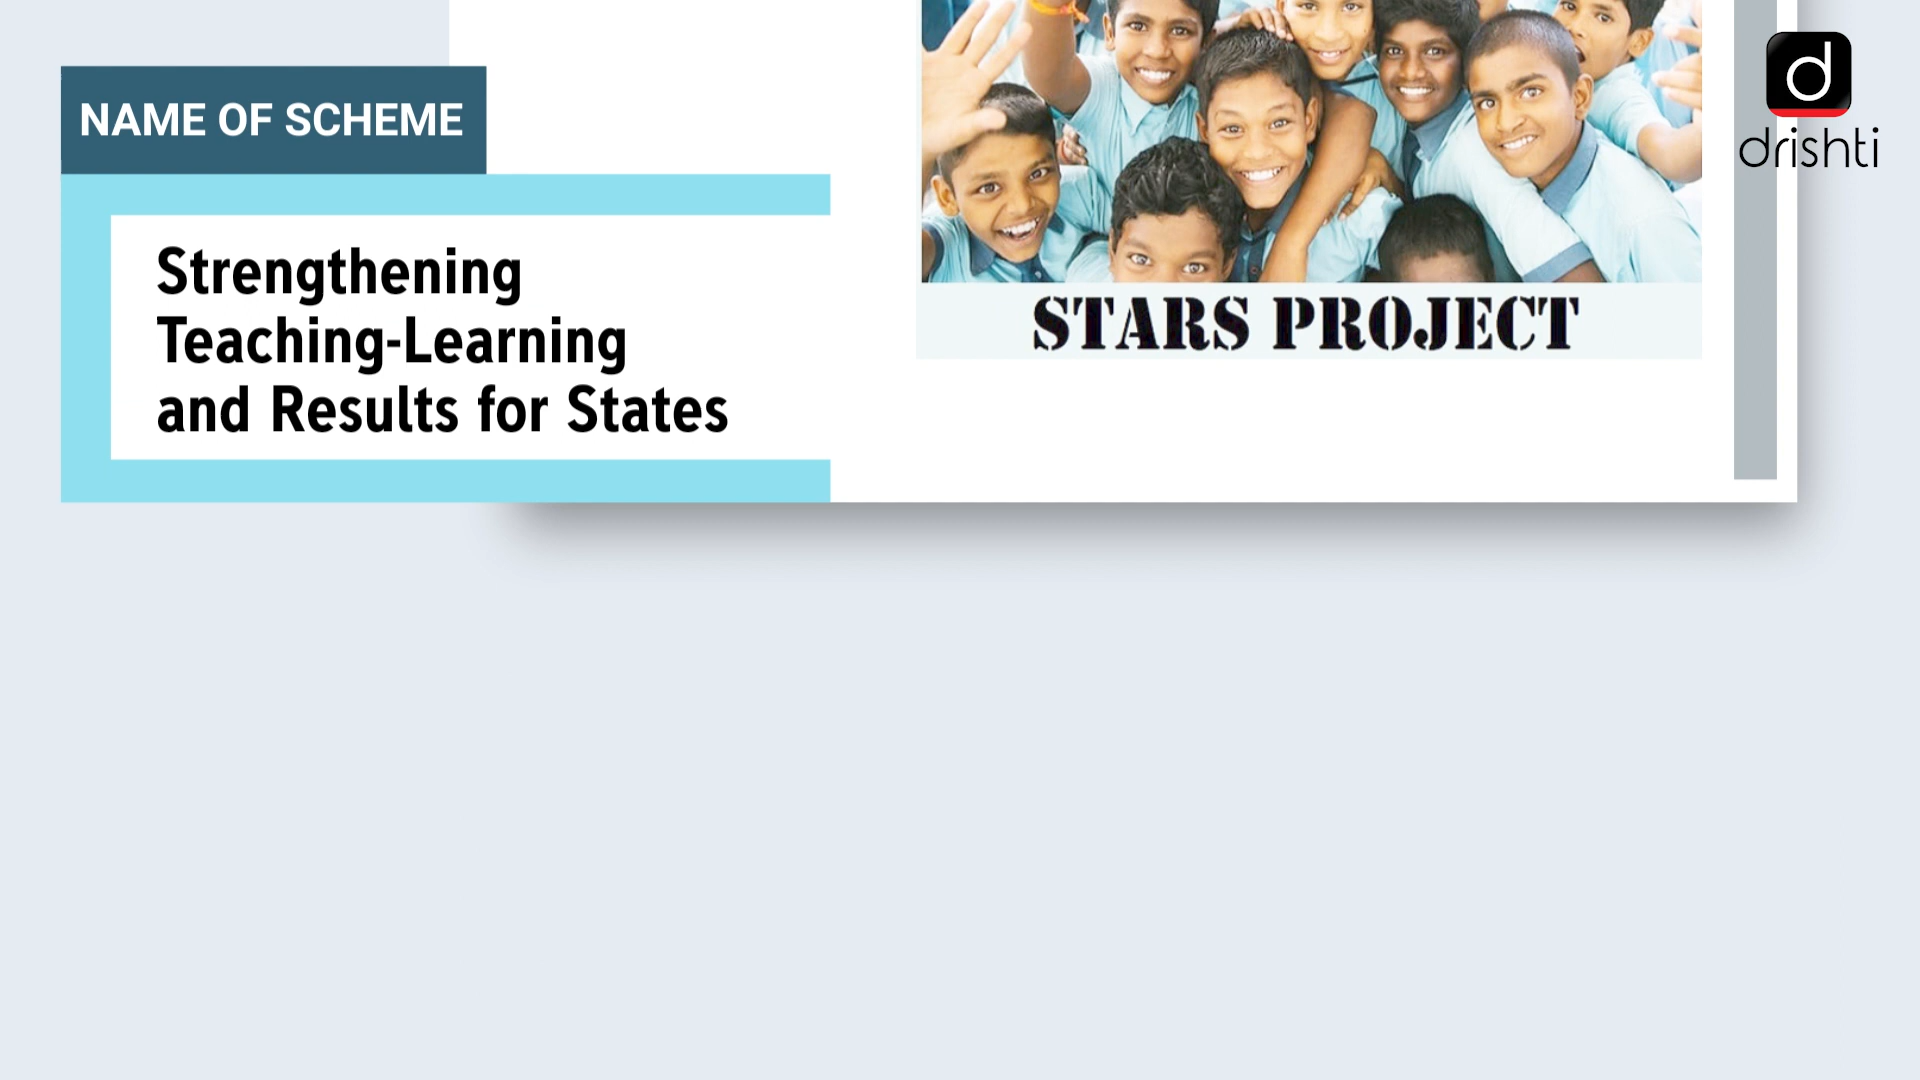 NAME OF SCHEME
Strengthening
Teaching-Learning
and Results for States
STARS PROJECT
d
drishti